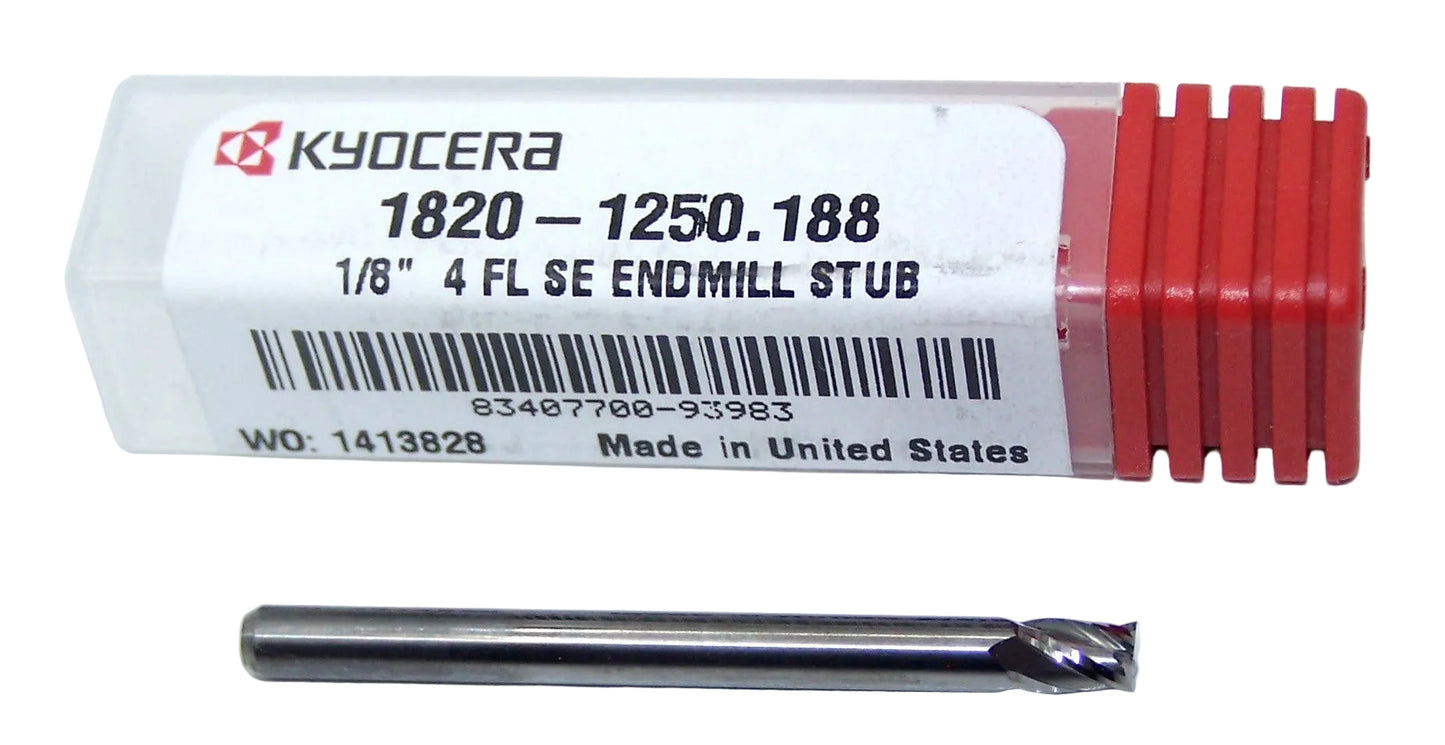 KYOCERA
1820-1250.188
1/8" 4 FL SE ENDMILL STUB
83407700-93983
WO: 1413828 Made in United States